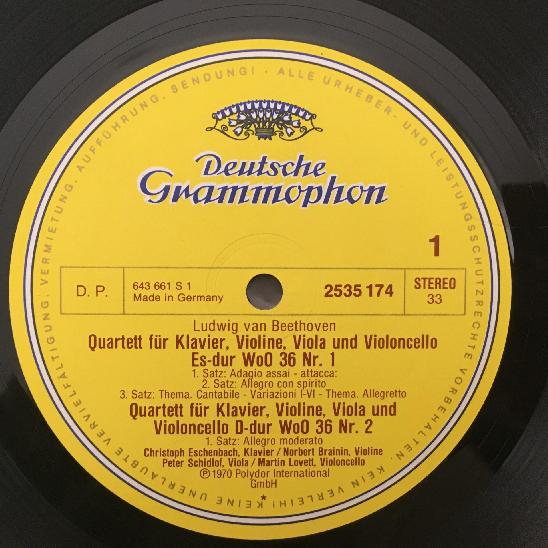 ALLE URHEBER- UND LEISTUNGSSCHUTZRECHTE VORBEHALTEN. KEIN VERLEIH! KEINE UNERLAUBTE VERVIELFÄLTIGUNG, VERMIETUNG, AUFFÜHRUNG, SENDUNG!
Deutsche
Grammophon
1
D. P.
643 661 S 1
Made in Germany
2535 174
STEREO
33
Ludwig van Beethoven
Quartett für Klavier, Violine, Viola und Violoncello
Es-dur WoO 36 Nr. 1
1. Satz: Adagio assai - attacca:
2. Satz: Allegro con spirito
3. Satz: Thema. Cantabile - Variazioni I-VI - Thema. Allegretto
Quartett für Klavier, Violine, Viola und
Violoncello D-dur WoO 36 Nr. 2
1. Satz: Allegro moderato
Christoph Eschenbach, Klavier / Norbert Brainin, Violine
Peter Schidlof, Viola / Martin Lovett, Violoncello
Ⓟ 1970 Polydor International
GmbH